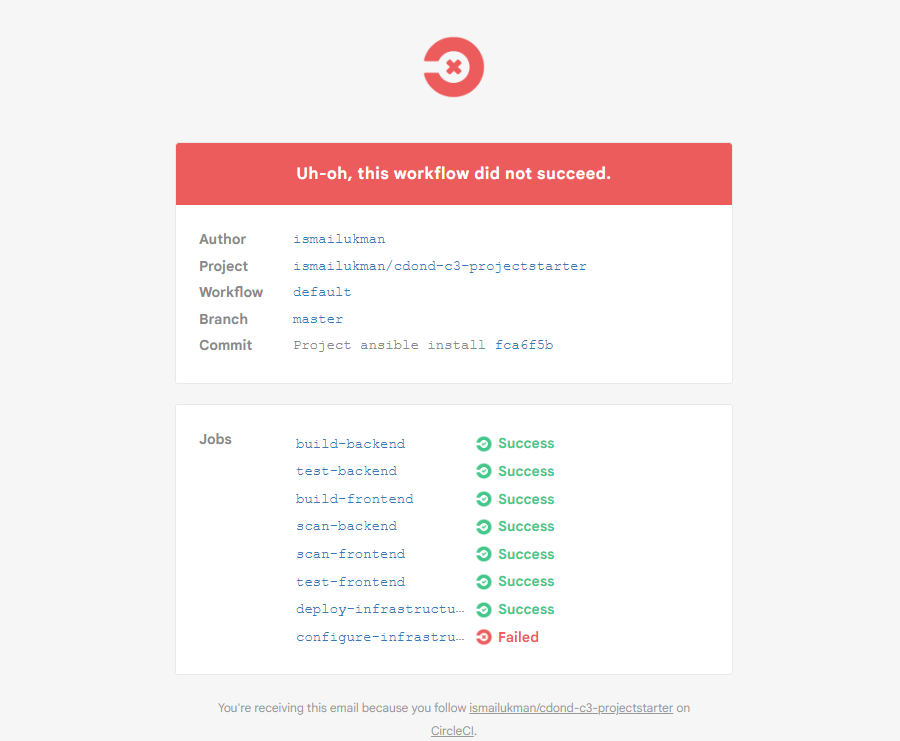 Uh-oh, this workflow did not succeed.
Author ismailukman
Project ismailukman/cdond-c3-projectstarter
Workflow default
Branch master
Commit Project ansible install fca6f5b
Jobs build-backend Success
test-backend Success
build-frontend Success
scan-backend Success
scan-frontend Success
test-frontend Success
deploy-infrastructu… Success
configure-infrastru… Failed
You're receiving this email because you follow ismailukman/cdond-c3-projectstarter on
CircleCI.